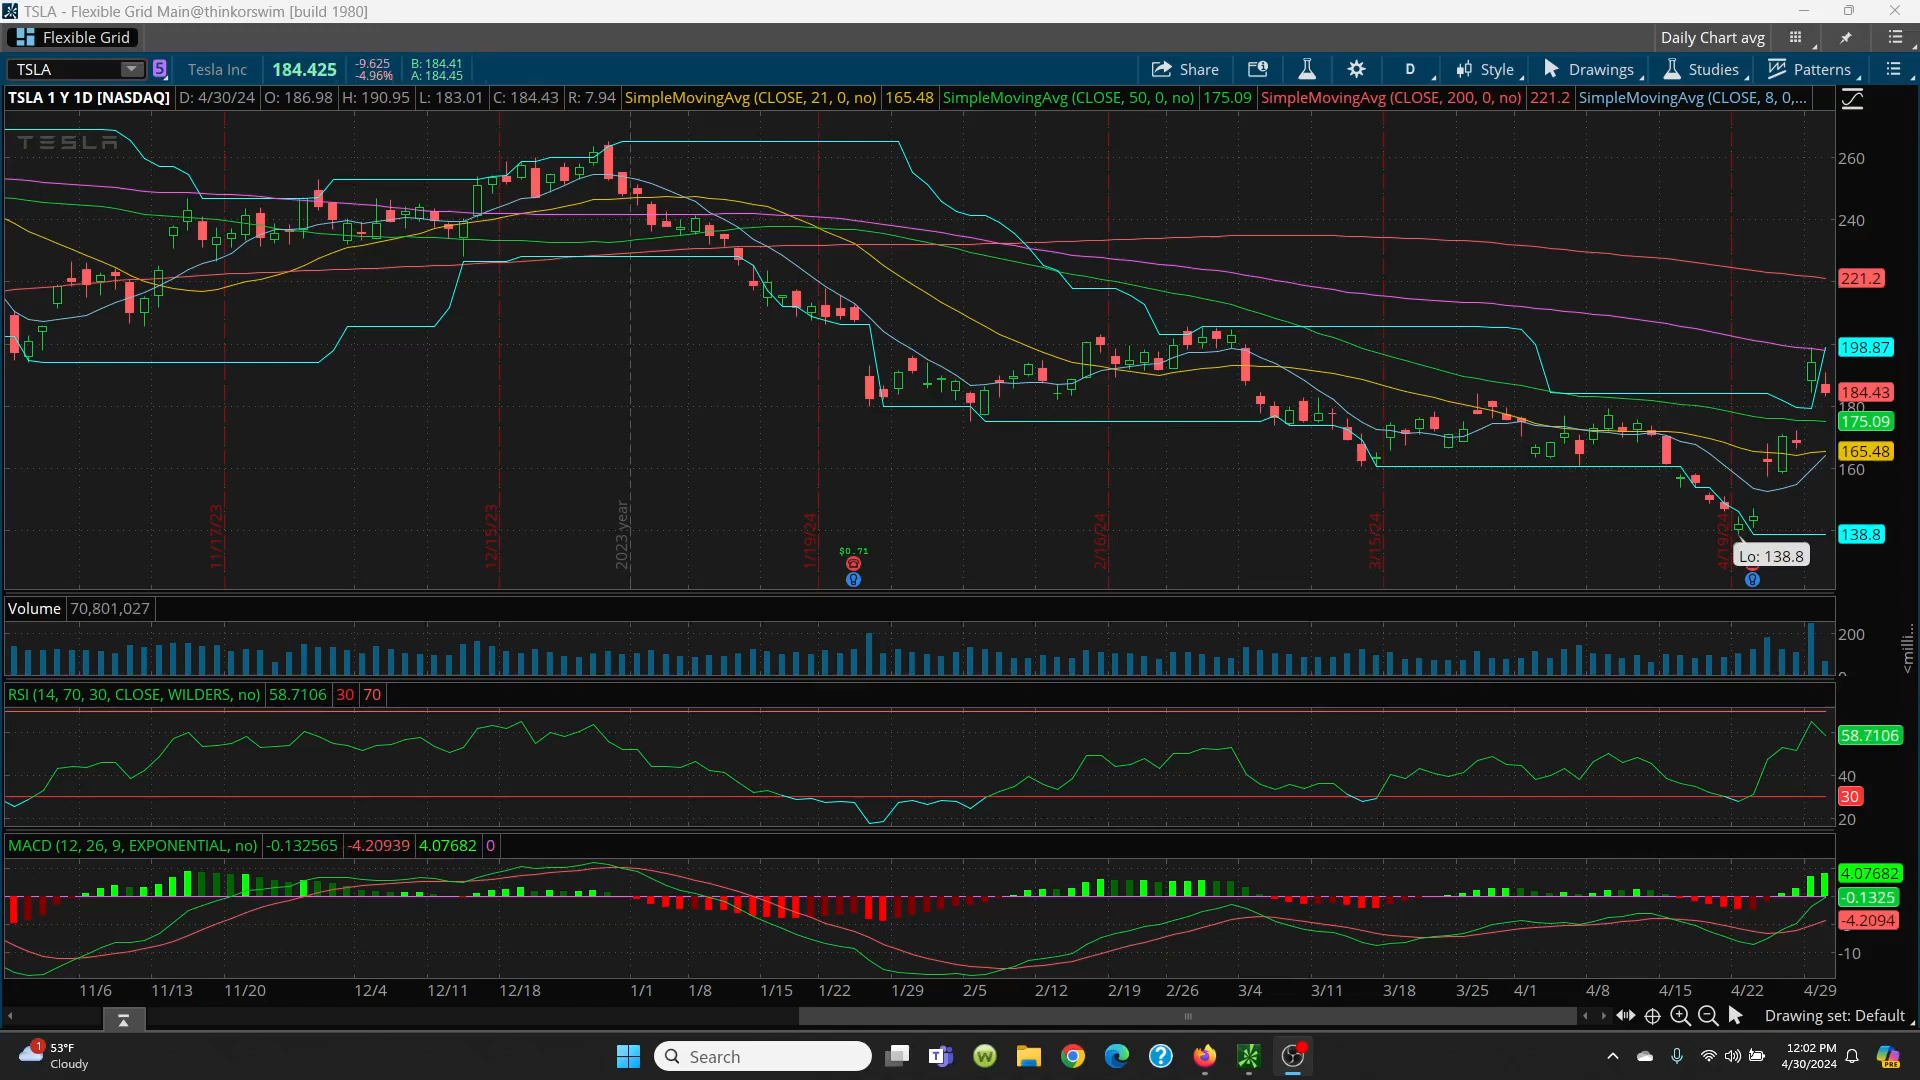 TSLA - Flexible Grid Main@thinkorswim [build 1980]
Flexible Grid
Daily Chart avg
TSLA
5
Tesla Inc
184.425
-9.625
-4.96%
B: 184.41
A: 184.45
Share
D
Style
Drawings
Studies
Patterns
TSLA 1 Y 1D [NASDAQ] D: 4/30/24 O: 186.98 H: 190.95 L: 183.01 C: 184.43 R: 7.94 SimpleMovingAvg (CLOSE, 21, 0, no) 165.48 SimpleMovingAvg (CLOSE, 50, 0, no) 175.09 SimpleMovingAvg (CLOSE, 200, 0, no) 221.2 SimpleMovingAvg (CLOSE, 8, 0,...
TESLA
260
240
221.2
198.87
184.43
180
175.09
165.48
160
138.8
11/17/23
12/15/23
2023 year
1/19/24
2/16/24
3/15/24
4/19/24
$0.71
Lo: 138.8
Volume 70,801,027
200
0
<milli...
RSI (14, 70, 30, CLOSE, WILDERS, no) 58.7106 30 70
58.7106
40
30
20
MACD (12, 26, 9, EXPONENTIAL, no) -0.132565 -4.20939 4.07682 0
4.07682
-0.1325
-4.2094
-10
11/6 11/13 11/20 12/4 12/11 12/18 1/1 1/8 1/15 1/22 1/29 2/5 2/12 2/19 2/26 3/4 3/11 3/18 3/25 4/1 4/8 4/15 4/22 4/29
Drawing set: Default
1
53°F
Cloudy
Search
12:02 PM
4/30/2024
PRE